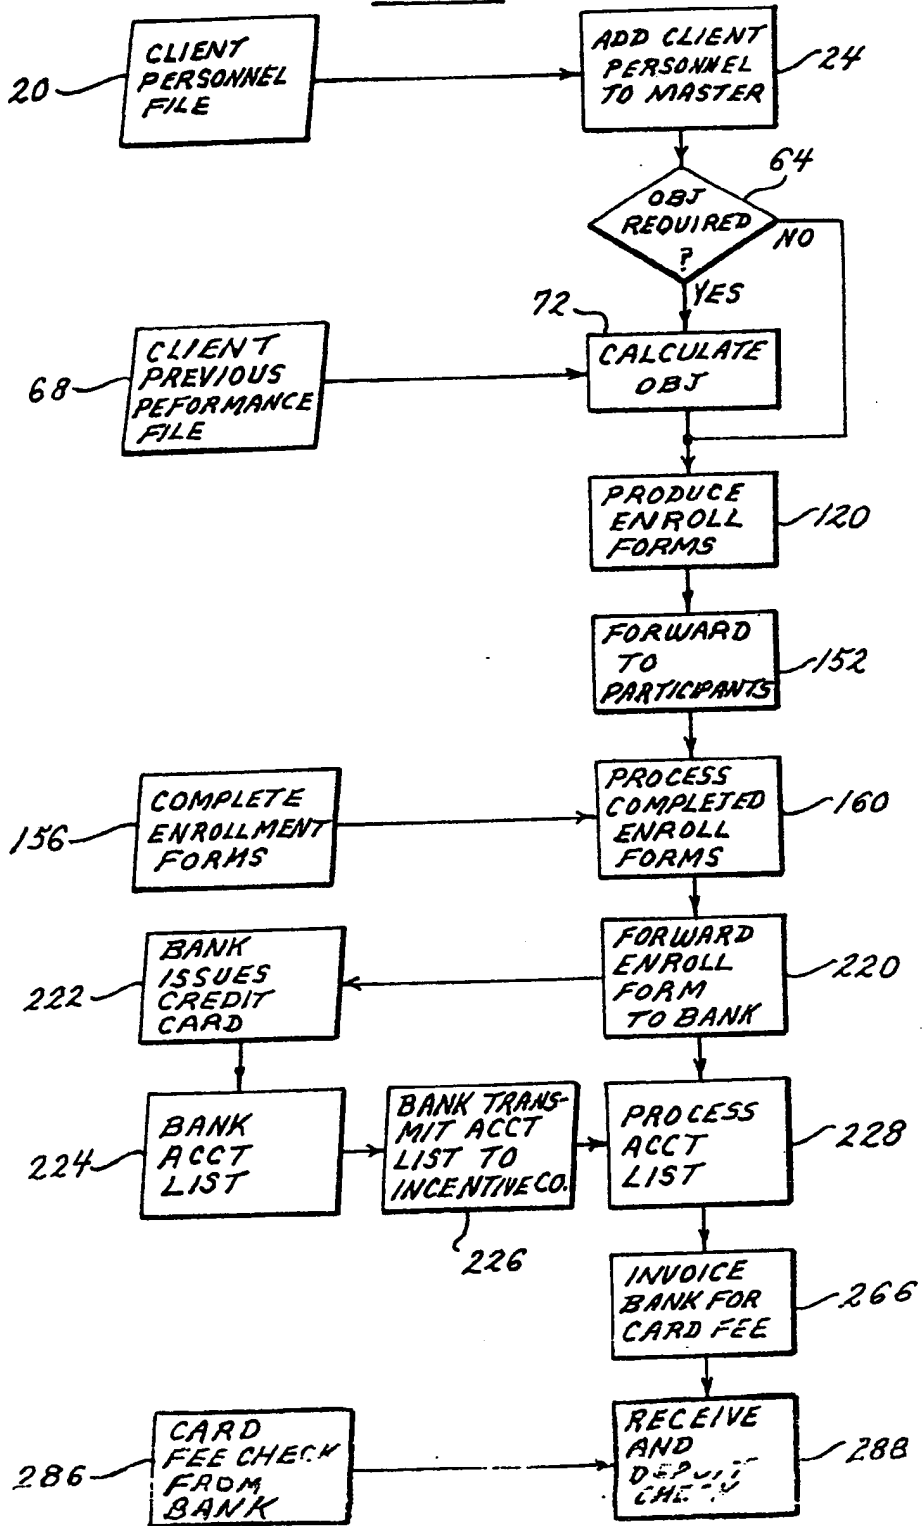 CLIENT
PERSONNEL
FILE
20
ADD CLIENT
PERSONNEL
TO MASTER
24
OBJ
REQUIRED
?
64
NO
YES
72
CLIENT
PREVIOUS
PEFORMANCE
FILE
68
CALCULATE
OBJ
PRODUCE
ENROLL
FORMS
120
FORWARD
TO
PARTICIPANTS
152
COMPLETE
ENROLLMENT
FORMS
156
PROCESS
COMPLETED
ENROLL
FORMS
160
BANK
ISSUES
CREDIT
CARD
222
FORWARD
ENROLL
FORM
TO BANK
220
BANK
ACCT
LIST
224
BANK TRANS-
MIT ACCT
LIST TO
INCENTIVE CO.
226
PROCESS
ACCT
LIST
228
INVOICE
BANK FOR
CARD FEE
266
CARD
FEE CHECK
FROM
BANK
286
RECEIVE
AND
DEPOSIT
CHECK
288